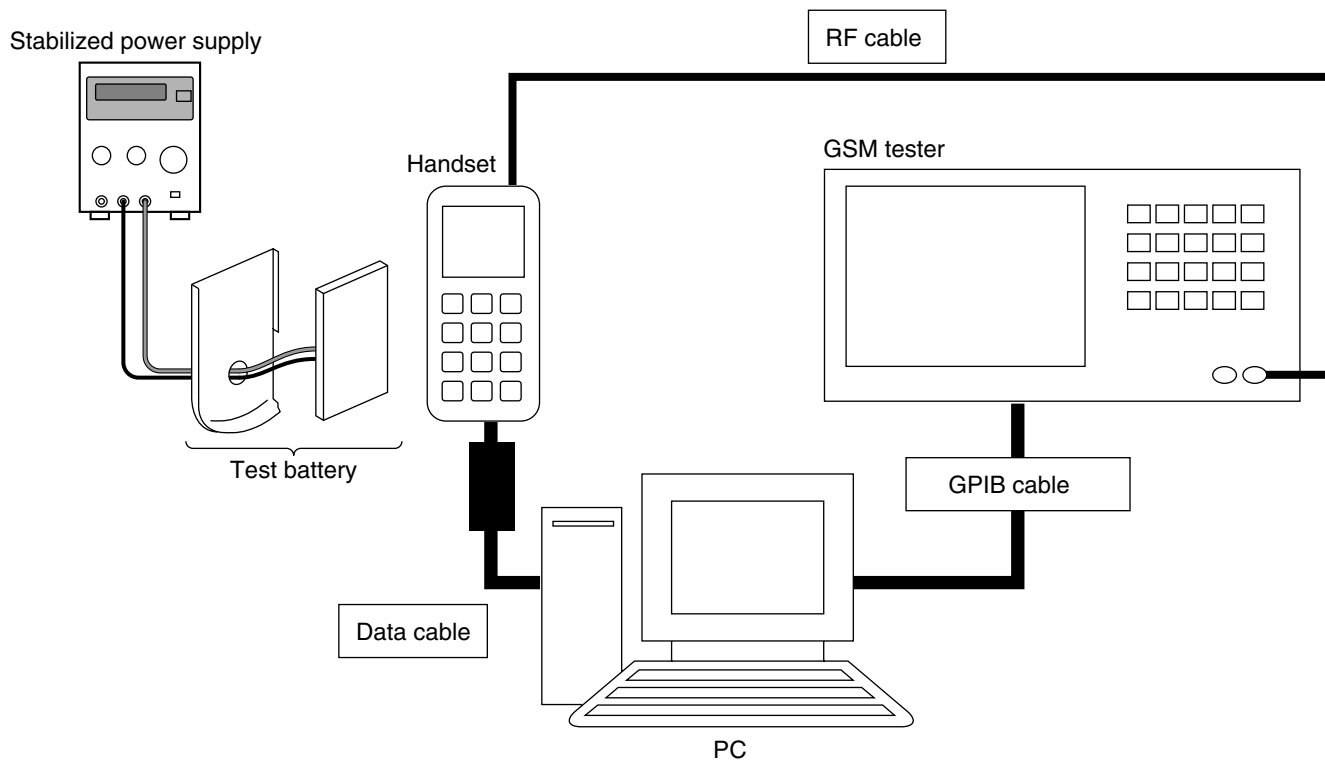 RF cable
Stabilized power supply
Handset
GSM tester
Test battery
GPIB cable
Data cable
PC